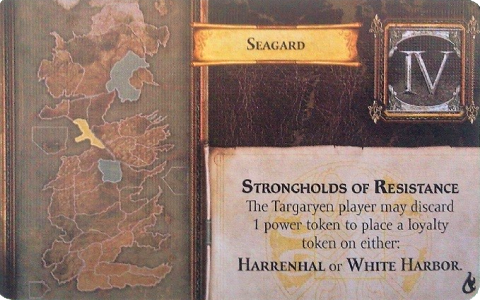 Seagard
IV
Strongholds of Resistance
The Targaryen player may discard
1 power token to place a loyalty
token on either:
Harrenhal or White Harbor.